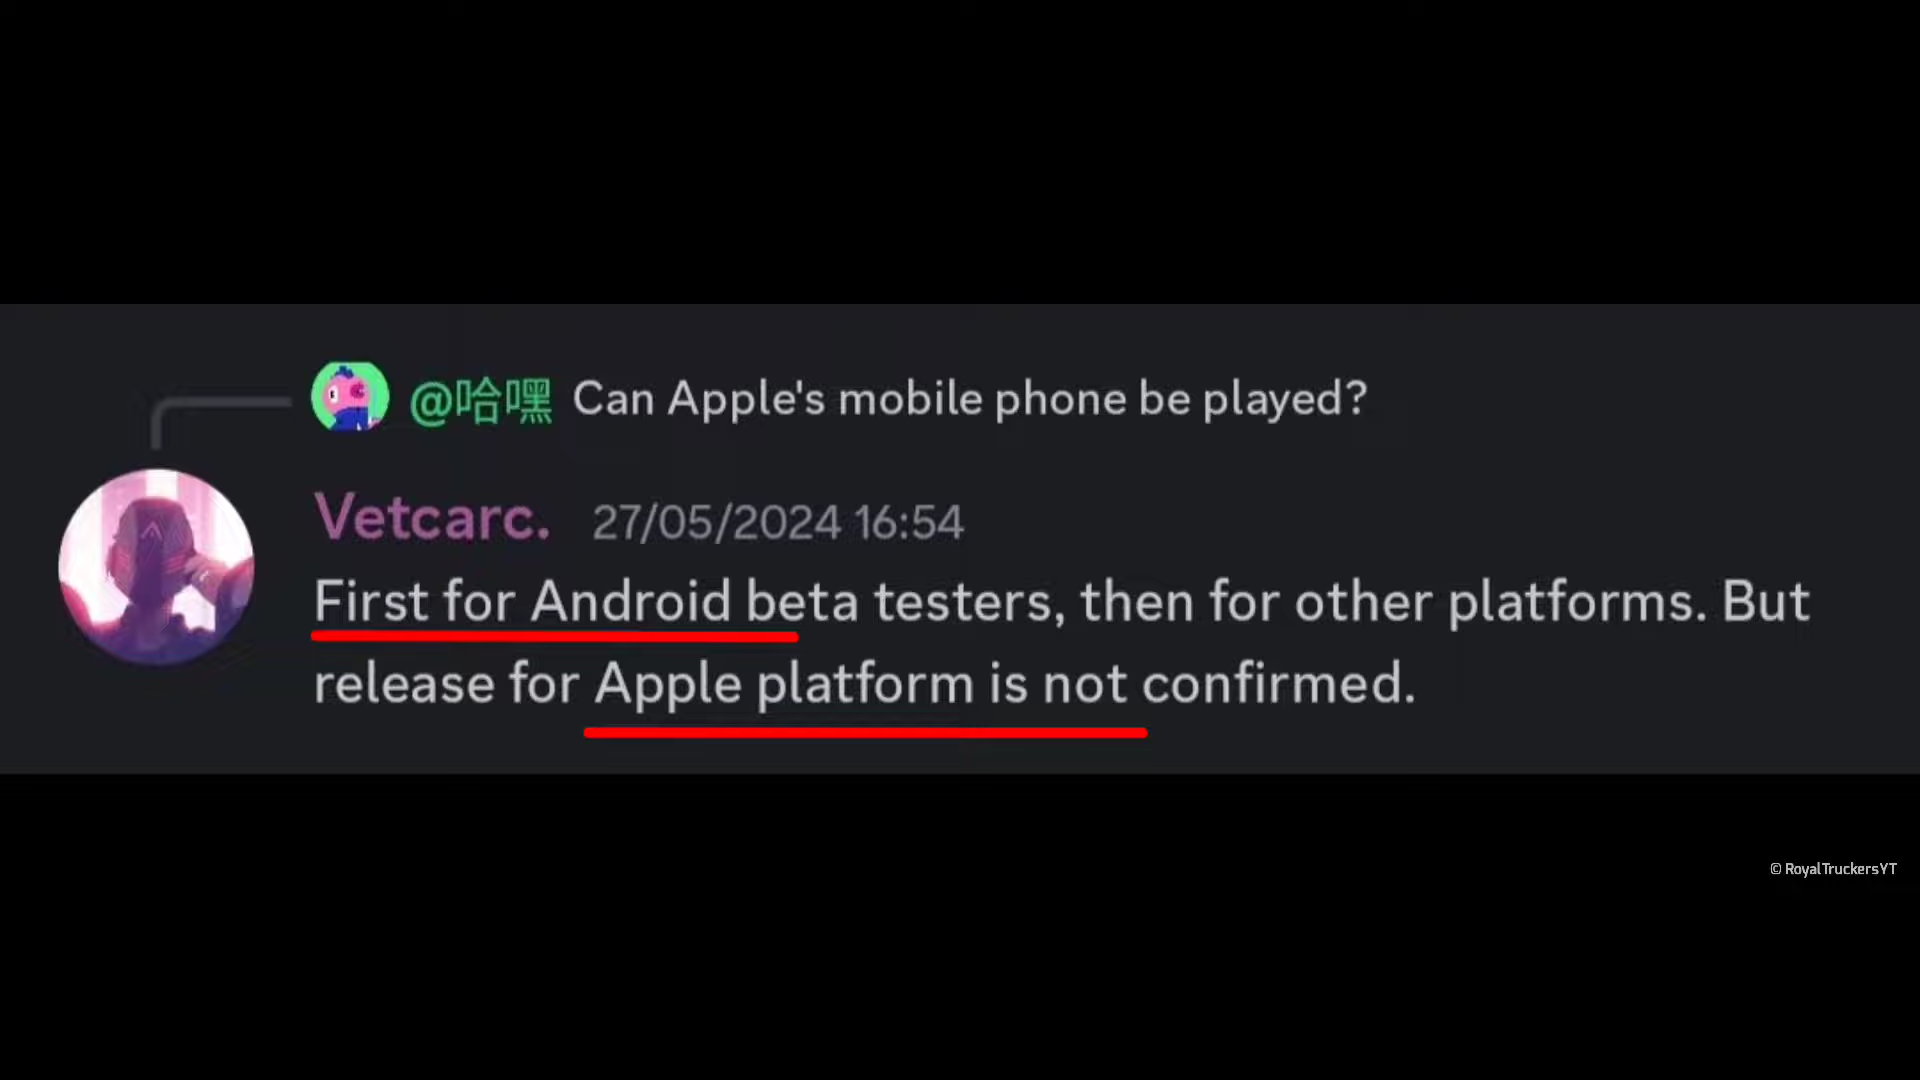 @哈嘿 Can Apple's mobile phone be played?
Vetcarc. 27/05/2024 16:54
First for Android beta testers, then for other platforms. But
release for Apple platform is not confirmed.
© RoyalTruckersYT